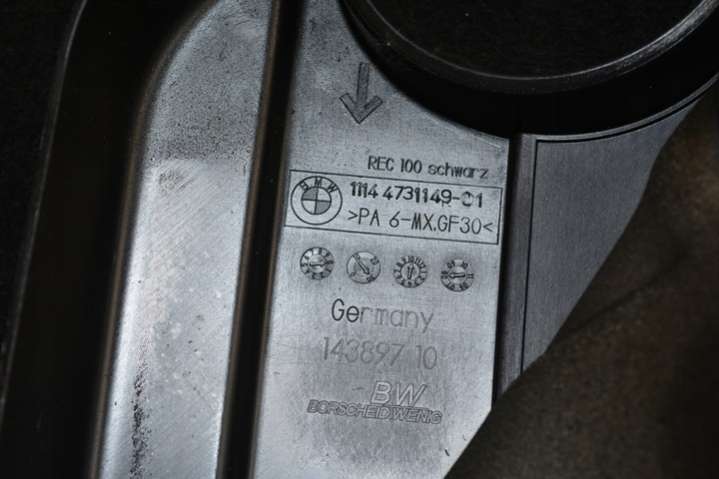 REC 100 schwarz
BMW
1114 4731149-01
>PA 6-MX.GF30<
Germany
143897 10
BW
BORSCHEID.WENIG